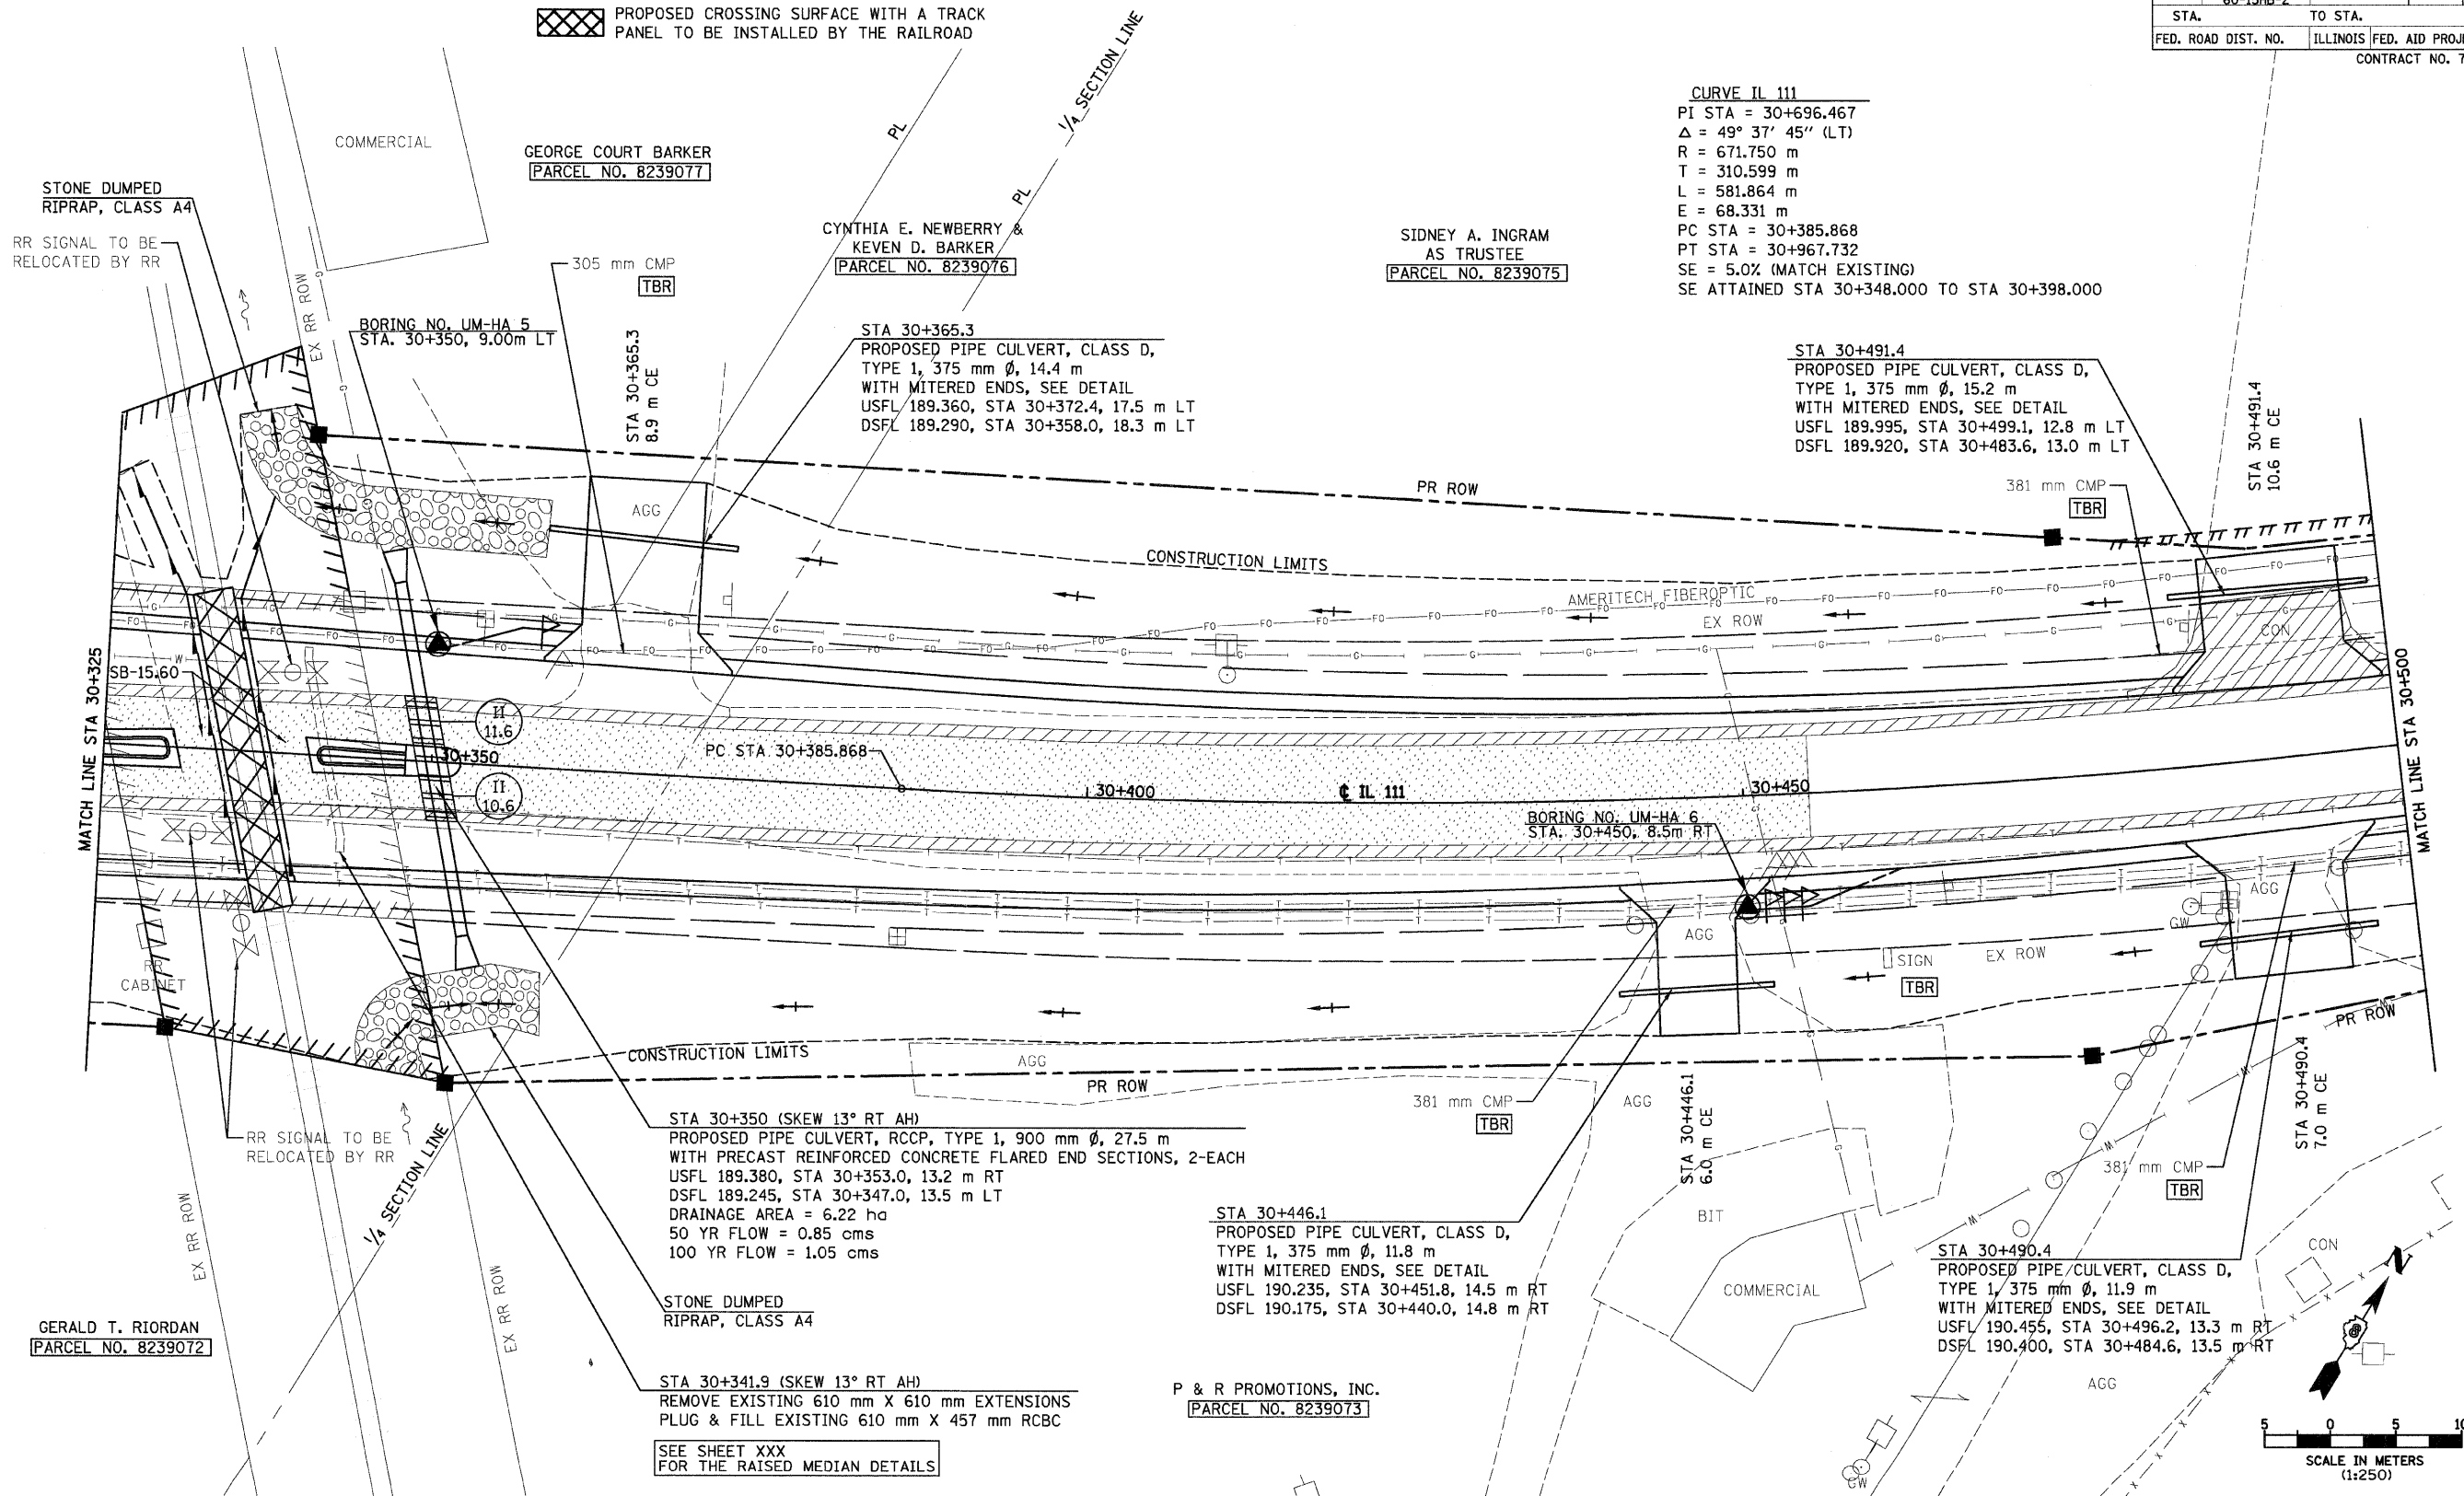 PROPOSED CROSSING SURFACE WITH A TRACK
PANEL TO BE INSTALLED BY THE RAILROAD
STA. TO STA.
FED. ROAD DIST. NO. ILLINOIS FED. AID
CONTRACT NO. 7
1/4 SECTION LINE
PL
PL
COMMERCIAL
GEORGE COURT BARKER
PARCEL NO. 8239077
STONE DUMPED
RIPRAP, CLASS A4
RR SIGNAL TO BE
RELOCATED BY RR
EX RR ROW
305 mm CMP
TBR
CYNTHIA E. NEWBERRY &
KEVEN D. BARKER
PARCEL NO. 8239076
SIDNEY A. INGRAM
AS TRUSTEE
PARCEL NO. 8239075
CURVE IL 111
PI STA = 30+696.467
Δ = 49° 37' 45" (LT)
R = 671.750 m
T = 310.599 m
L = 581.864 m
E = 68.331 m
PC STA = 30+385.868
PT STA = 30+967.732
SE = 5.0% (MATCH EXISTING)
SE ATTAINED STA 30+348.000 TO STA 30+398.000
BORING NO. UM-HA 5
STA. 30+350, 9.00m LT
STA 30+365.3
8.9 m CE
STA 30+365.3
PROPOSED PIPE CULVERT, CLASS D,
TYPE 1, 375 mm Ø, 14.4 m
WITH MITERED ENDS, SEE DETAIL
USFL 189.360, STA 30+372.4, 17.5 m LT
DSFL 189.290, STA 30+358.0, 18.3 m LT
STA 30+491.4
PROPOSED PIPE CULVERT, CLASS D,
TYPE 1, 375 mm Ø, 15.2 m
WITH MITERED ENDS, SEE DETAIL
USFL 189.995, STA 30+499.1, 12.8 m LT
DSFL 189.920, STA 30+483.6, 13.0 m LT
STA 30+491.4
10.6 m CE
381 mm CMP
TBR
PR ROW
AGG
CONSTRUCTION LIMITS
AMERITECH FIBEROPTIC
EX ROW
CON
MATCH LINE STA 30+325
SB-15.60
II
11.6
30+350
II
10.6
PC STA 30+385.868
30+400
℄ IL 111
30+450
BORING NO. UM-HA 6
STA. 30+450, 8.5m RT
MATCH LINE STA 30+500
RR
CABINET
AGG
SIGN
TBR
EX ROW
GW
AGG
PR ROW
CONSTRUCTION LIMITS
AGG
PR ROW
381 mm CMP
TBR
AGG
STA 30+446.1
6.0 m CE
STA 30+490.4
7.0 m CE
381 mm CMP
TBR
RR SIGNAL TO BE
RELOCATED BY RR
1/4 SECTION LINE
EX RR ROW
EX RR ROW
STA 30+350 (SKEW 13° RT AH)
PROPOSED PIPE CULVERT, RCCP, TYPE 1, 900 mm Ø, 27.5 m
WITH PRECAST REINFORCED CONCRETE FLARED END SECTIONS, 2-EACH
USFL 189.380, STA 30+353.0, 13.2 m RT
DSFL 189.245, STA 30+347.0, 13.5 m LT
DRAINAGE AREA = 6.22 ha
50 YR FLOW = 0.85 cms
100 YR FLOW = 1.05 cms
STONE DUMPED
RIPRAP, CLASS A4
STA 30+446.1
PROPOSED PIPE CULVERT, CLASS D,
TYPE 1, 375 mm Ø, 11.8 m
WITH MITERED ENDS, SEE DETAIL
USFL 190.235, STA 30+451.8, 14.5 m RT
DSFL 190.175, STA 30+440.0, 14.8 m RT
BIT
COMMERCIAL
STA 30+490.4
PROPOSED PIPE CULVERT, CLASS D,
TYPE 1, 375 mm Ø, 11.9 m
WITH MITERED ENDS, SEE DETAIL
USFL 190.455, STA 30+496.2, 13.3 m RT
DSFL 190.400, STA 30+484.6, 13.5 m RT
CON
N
AGG
GERALD T. RIORDAN
PARCEL NO. 8239072
STA 30+341.9 (SKEW 13° RT AH)
REMOVE EXISTING 610 mm X 610 mm EXTENSIONS
PLUG & FILL EXISTING 610 mm X 457 mm RCBC
SEE SHEET XXX
FOR THE RAISED MEDIAN DETAILS
P & R PROMOTIONS, INC.
PARCEL NO. 8239073
GW
5 0 5 10
SCALE IN METERS
(1:250)